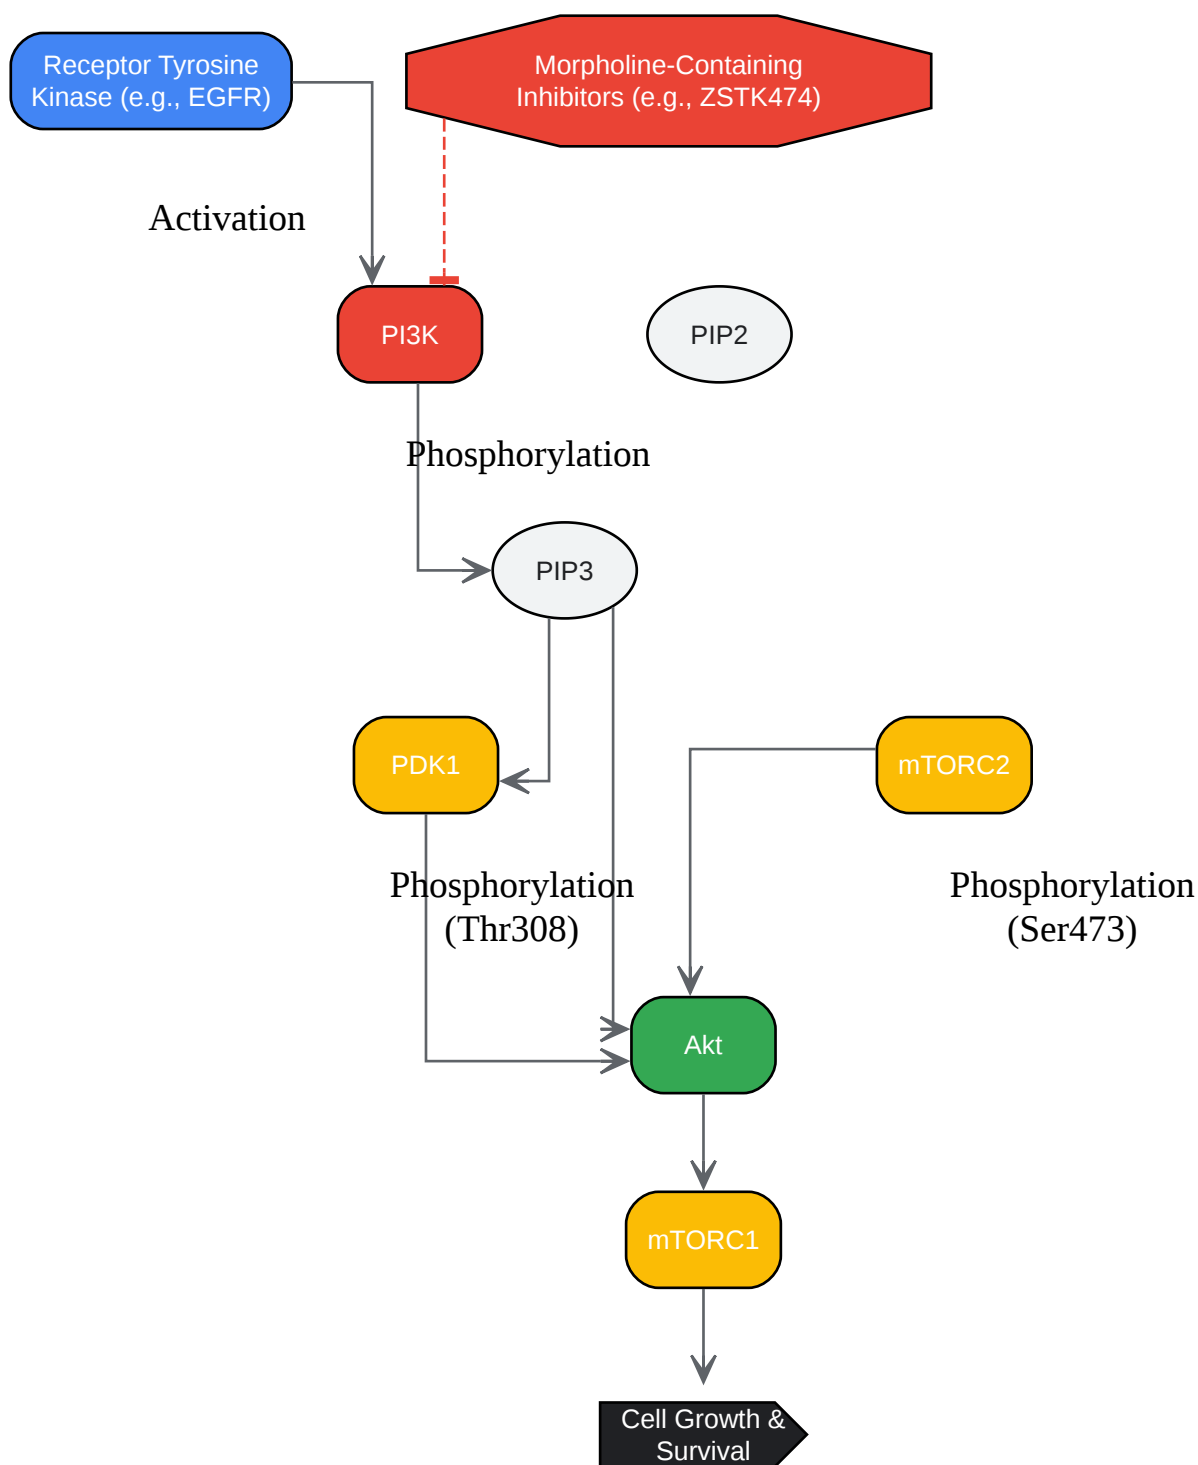 Receptor Tyrosine
Kinase (e.g., EGFR)
Morpholine-Containing
Inhibitors (e.g., ZSTK474)
Activation
PI3K
PIP2
Phosphorylation
PIP3
PDK1
mTORC2
Phosphorylation
(Thr308)
Phosphorylation
(Ser473)
Akt
mTORC1
Cell Growth &
Survival